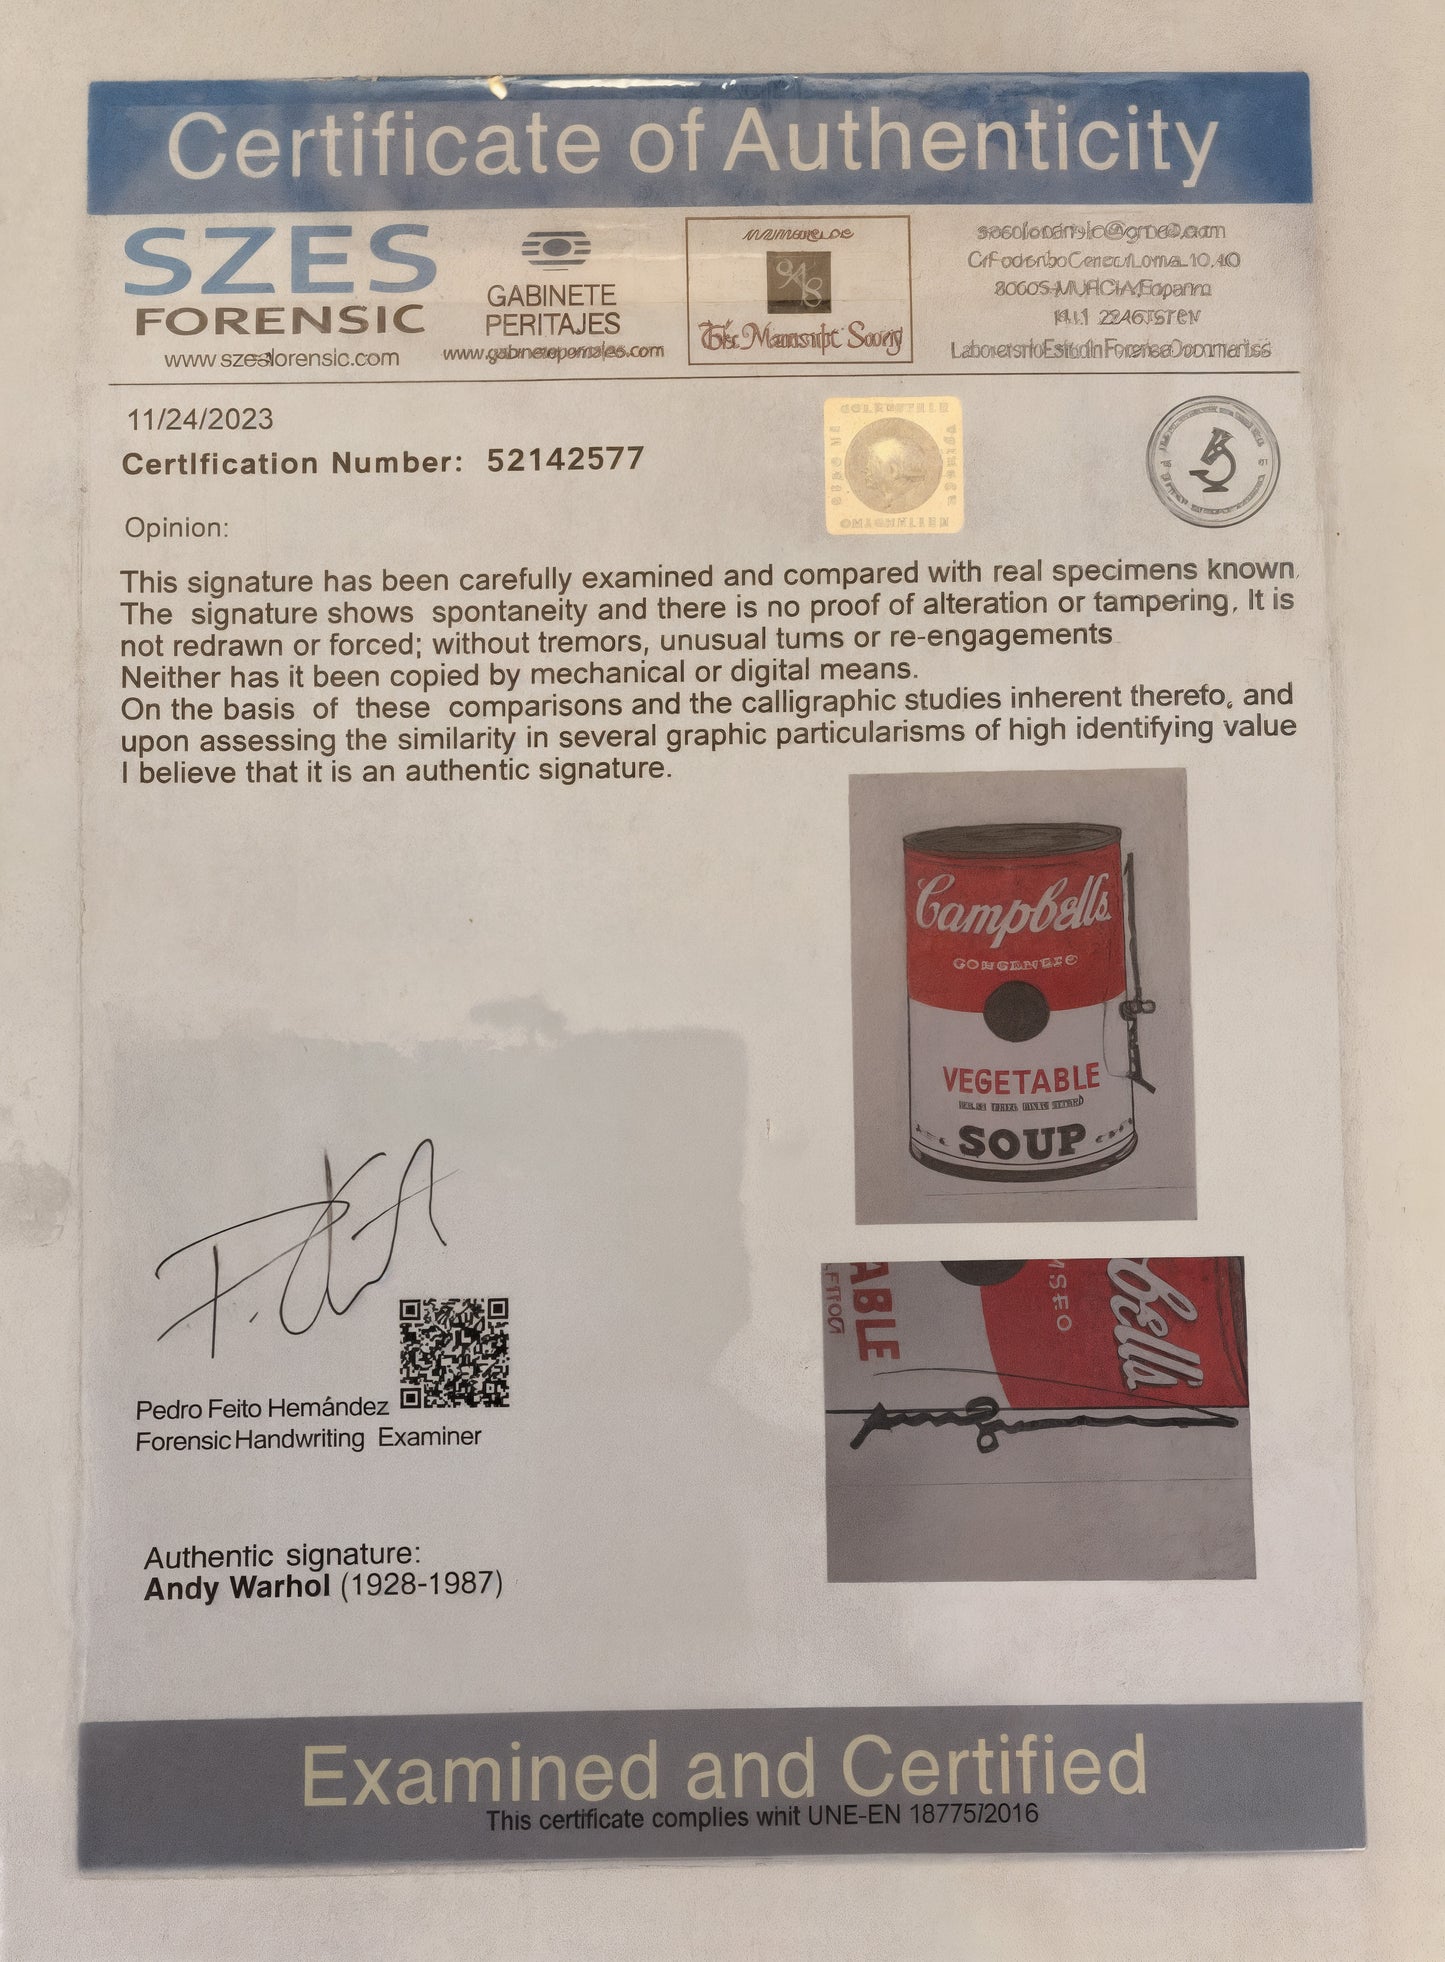 Certificate of Authenticity
SZES
FORENSIC
GABINETE
PERITAJES
11/24/2023
Certification Number: 52142577
Opinion:
This signature has been carefully examined and compared with real specimens known.
The signature shows spontaneity and there is no proof of alteration or tampering, It is
not redrawn or forced; without tremors, unusual tums or re-engagements
Neither has it been copied by mechanical or digital means.
On the basis of these comparisons and the calligraphic studies inherent therefo, and
upon assessing the similarity in several graphic particularisms of high identifying value
I believe that it is an authentic signature.
Campbells
VEGETABLE
SOUP
ABLE
bells
Pedro Feito Hemández
Forensic Handwriting Examiner
Authentic signature:
Andy Warhol (1928-1987)
Examined and Certified
This certificate complies whit UNE-EN 18775/2016